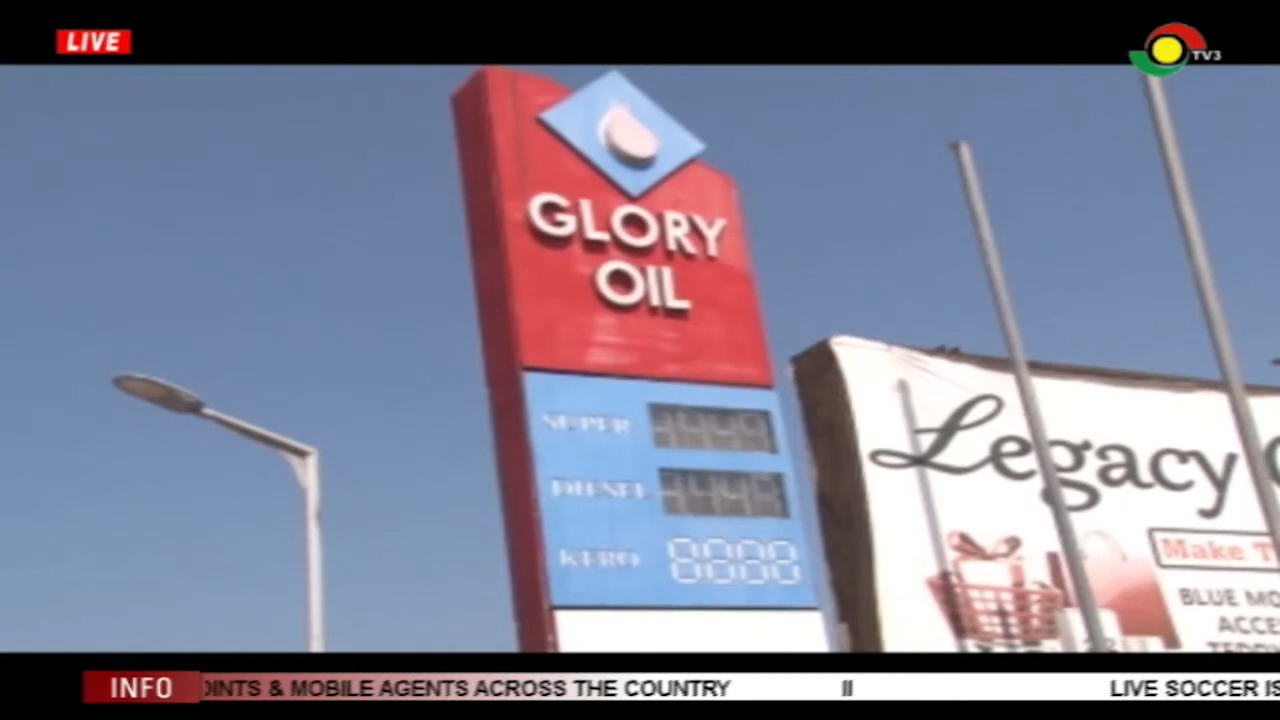 LIVE
TV3
GLORY
OIL
SUPER
DIESEL
KERO
8888
Legacy
Make T
BLUE MO
ACCE
INFO
OINTS & MOBILE AGENTS ACROSS THE COUNTRY
LIVE SOCCER IS